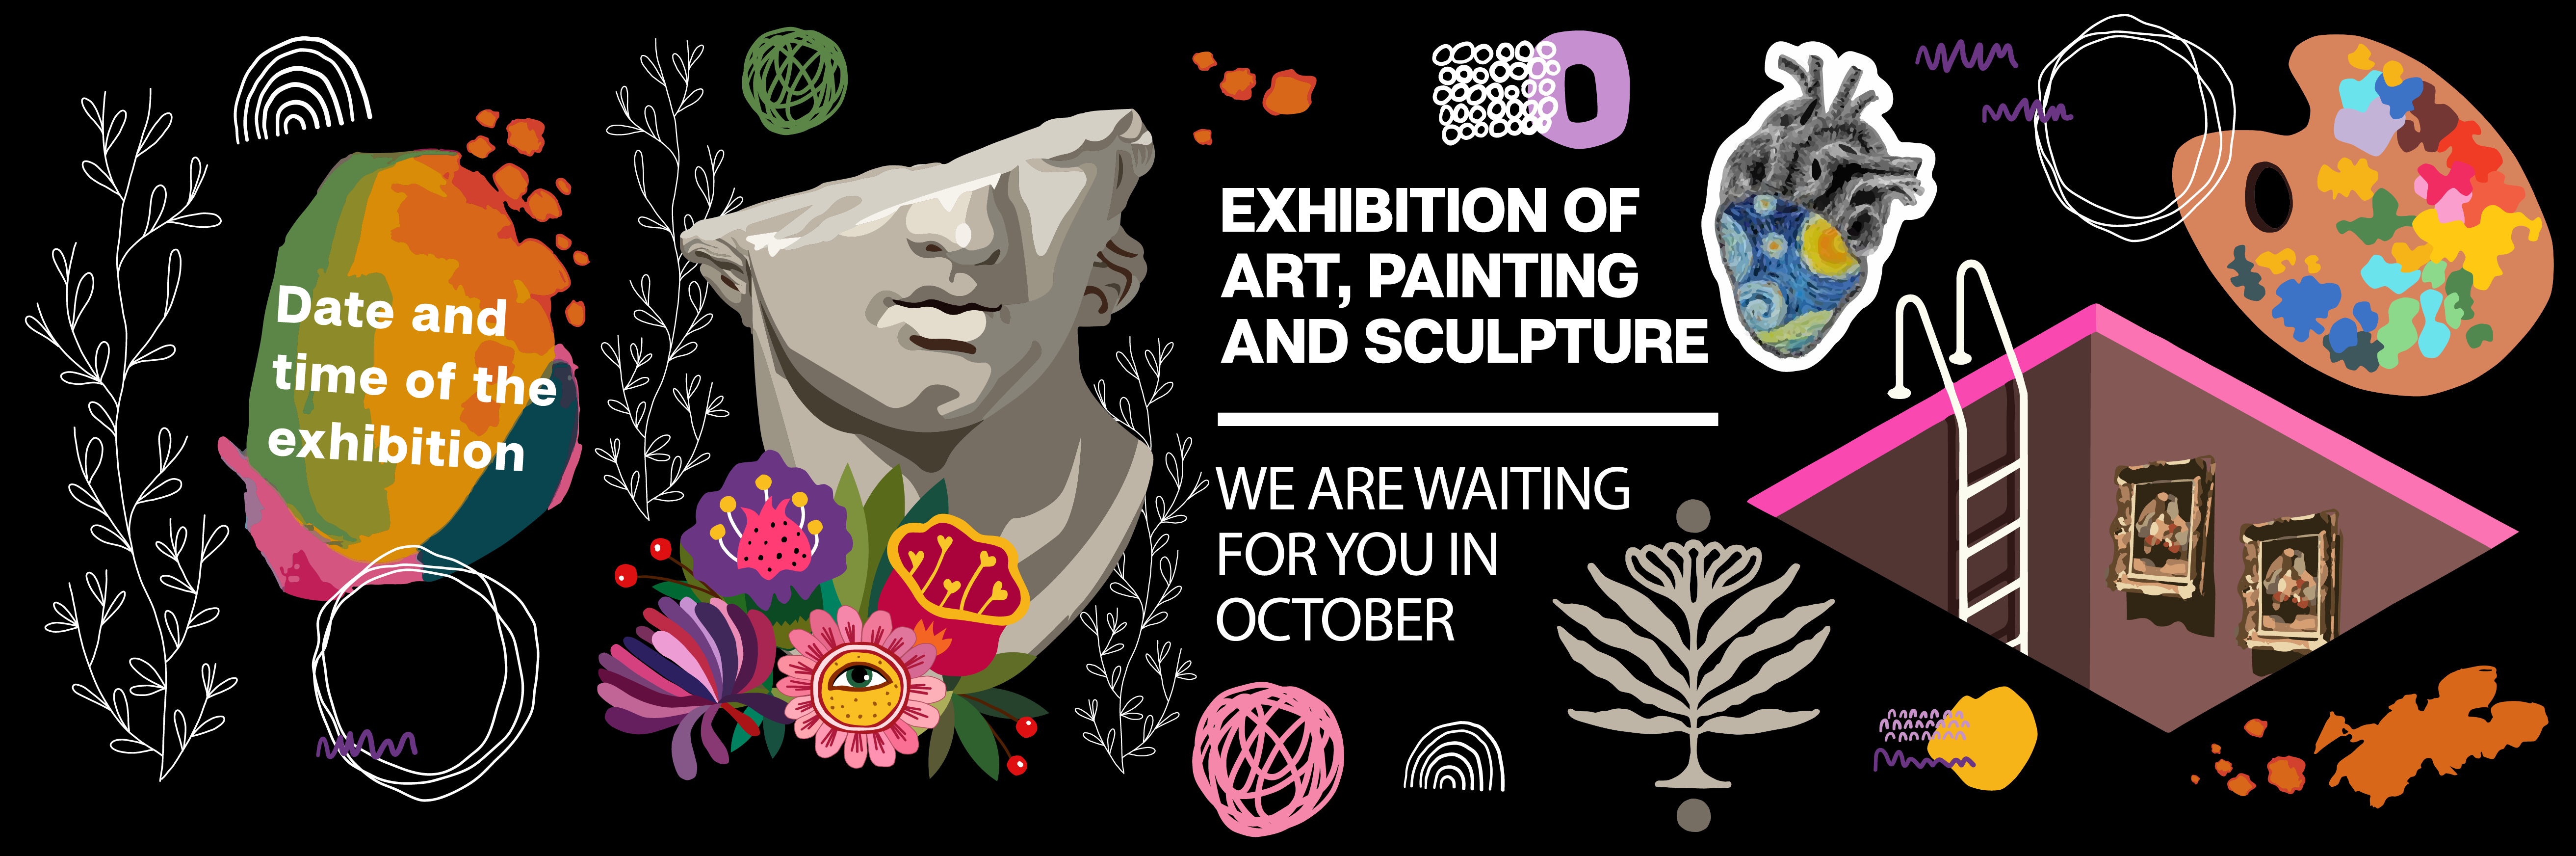 Date and
time of the
exhibition
EXHIBITION OF
ART, PAINTING
AND SCULPTURE
WE ARE WAITING
FOR YOU IN
OCTOBER